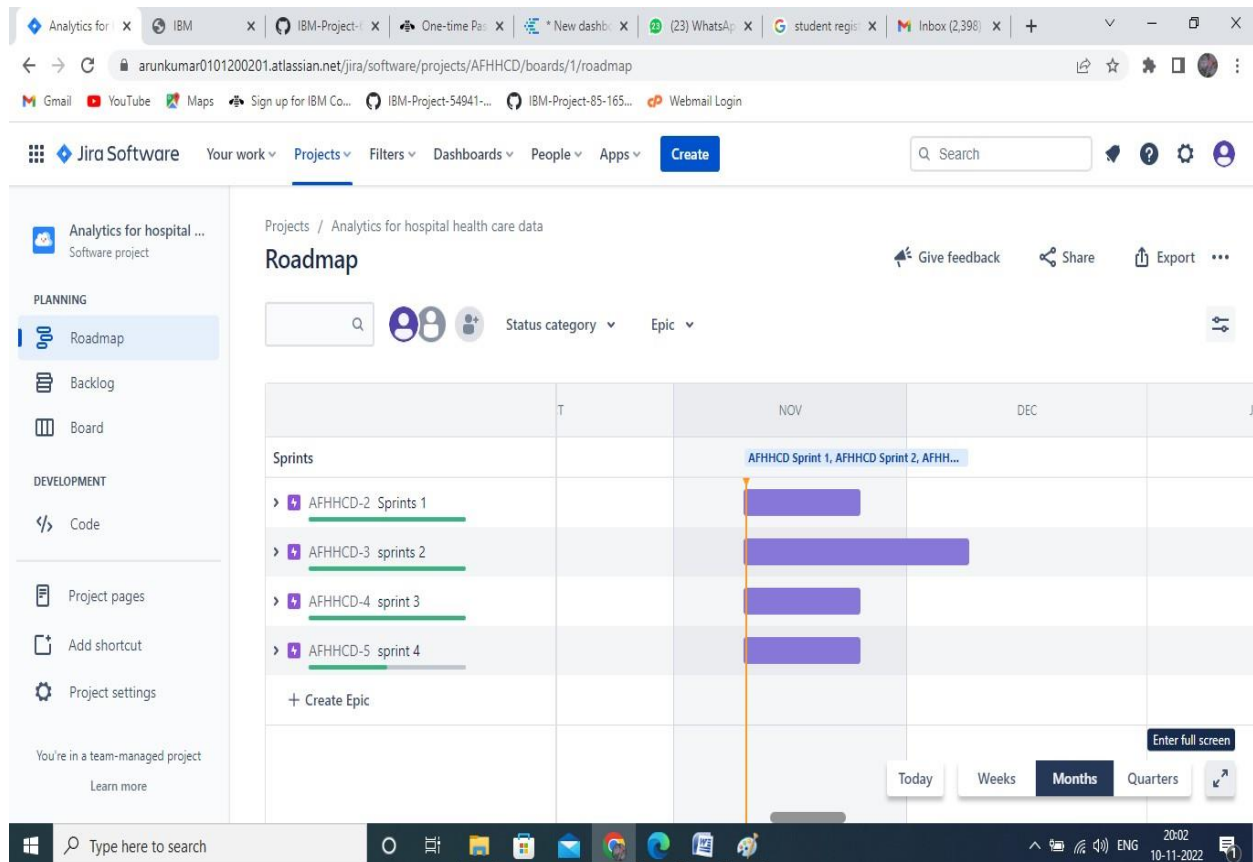 Analytics for
IBM
IBM-Project-
One-time Pas
* New dashbo
(23) WhatsAp
student regis
Inbox (2,398)
arunkumar0101200201.atlassian.net/jira/software/projects/AFHHCD/boards/1/roadmap
Gmail YouTube Maps Sign up for IBM Co... IBM-Project-54941-... IBM-Project-85-165... Webmail Login
Jira Software Your work Projects Filters Dashboards People Apps Create Search
Analytics for hospital ...
Software project
PLANNING
Roadmap
Backlog
Board
DEVELOPMENT
Code
Project pages
Add shortcut
Project settings
You're in a team-managed project
Learn more
Projects / Analytics for hospital health care data
Roadmap
Give feedback Share Export
Status category Epic
T NOV DEC J
Sprints AFHHCD Sprint 1, AFHHCD Sprint 2, AFHH...
AFHHCD-2 Sprints 1
AFHHCD-3 sprints 2
AFHHCD-4 sprint 3
AFHHCD-5 sprint 4
+ Create Epic
Enter full screen
Today Weeks Months Quarters
Type here to search
ENG
20:02
10-11-2022